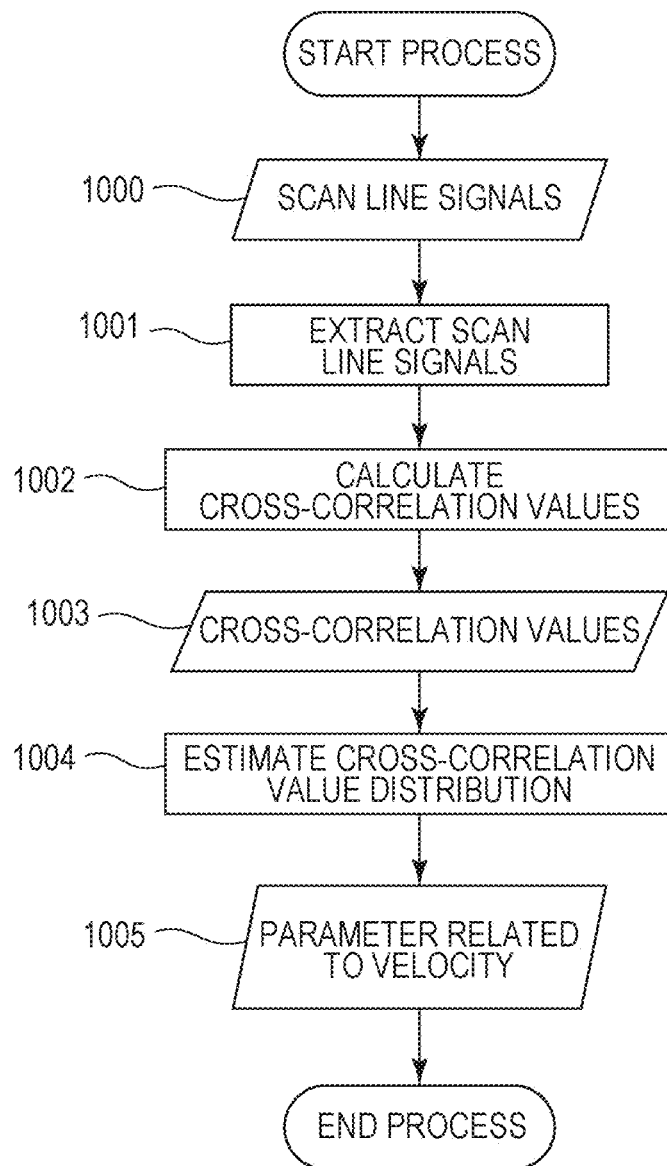 START PROCESS
1000
SCAN LINE SIGNALS
1001
EXTRACT SCAN
LINE SIGNALS
1002
CALCULATE
CROSS-CORRELATION VALUES
1003
CROSS-CORRELATION VALUES
1004
ESTIMATE CROSS-CORRELATION
VALUE DISTRIBUTION
1005
PARAMETER RELATED
TO VELOCITY
END PROCESS